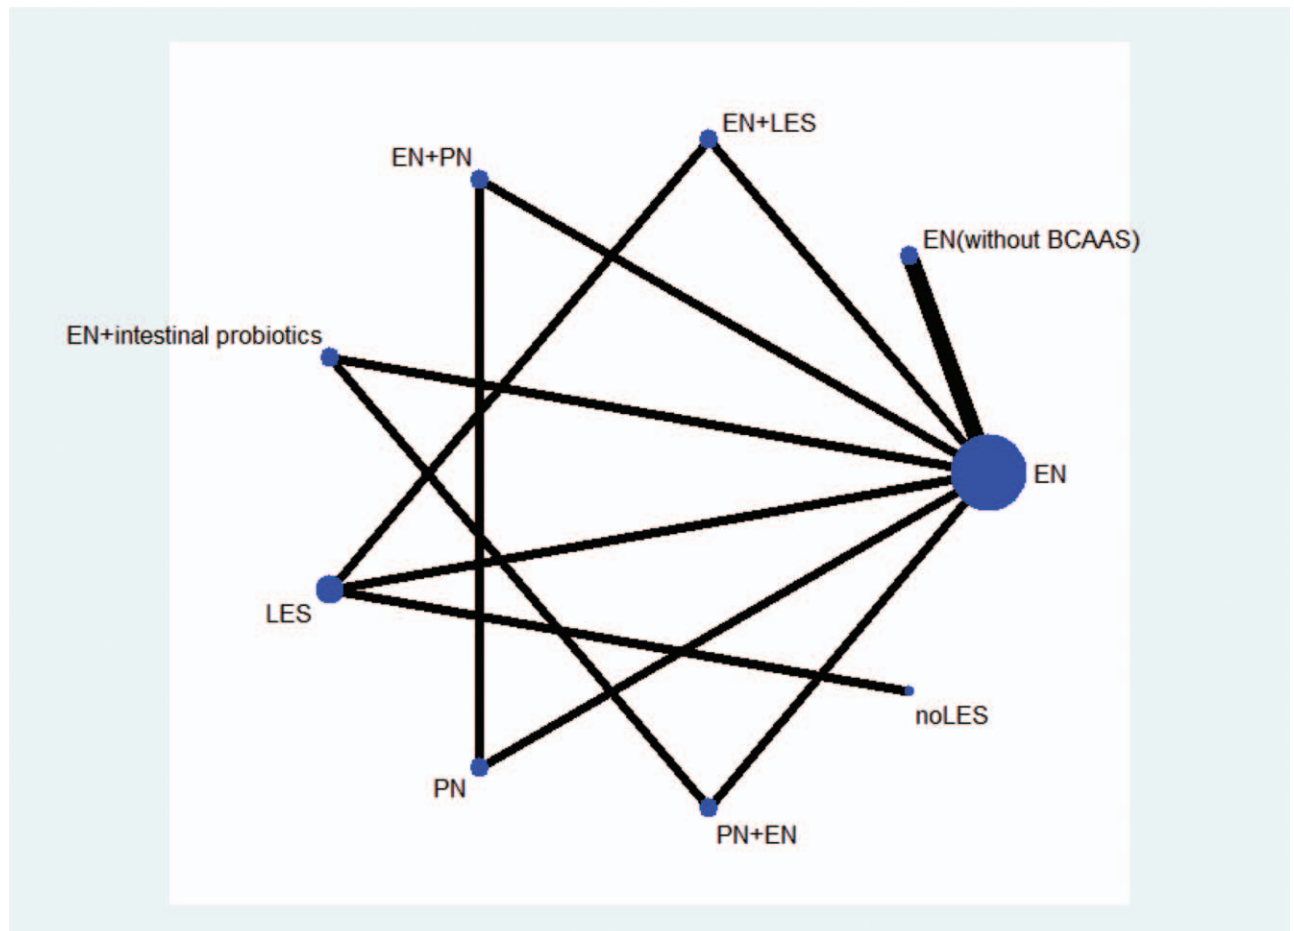 EN+LES
EN+PN
EN(without BCAAS)
EN+intestinal probiotics
EN
LES
noLES
PN
PN+EN